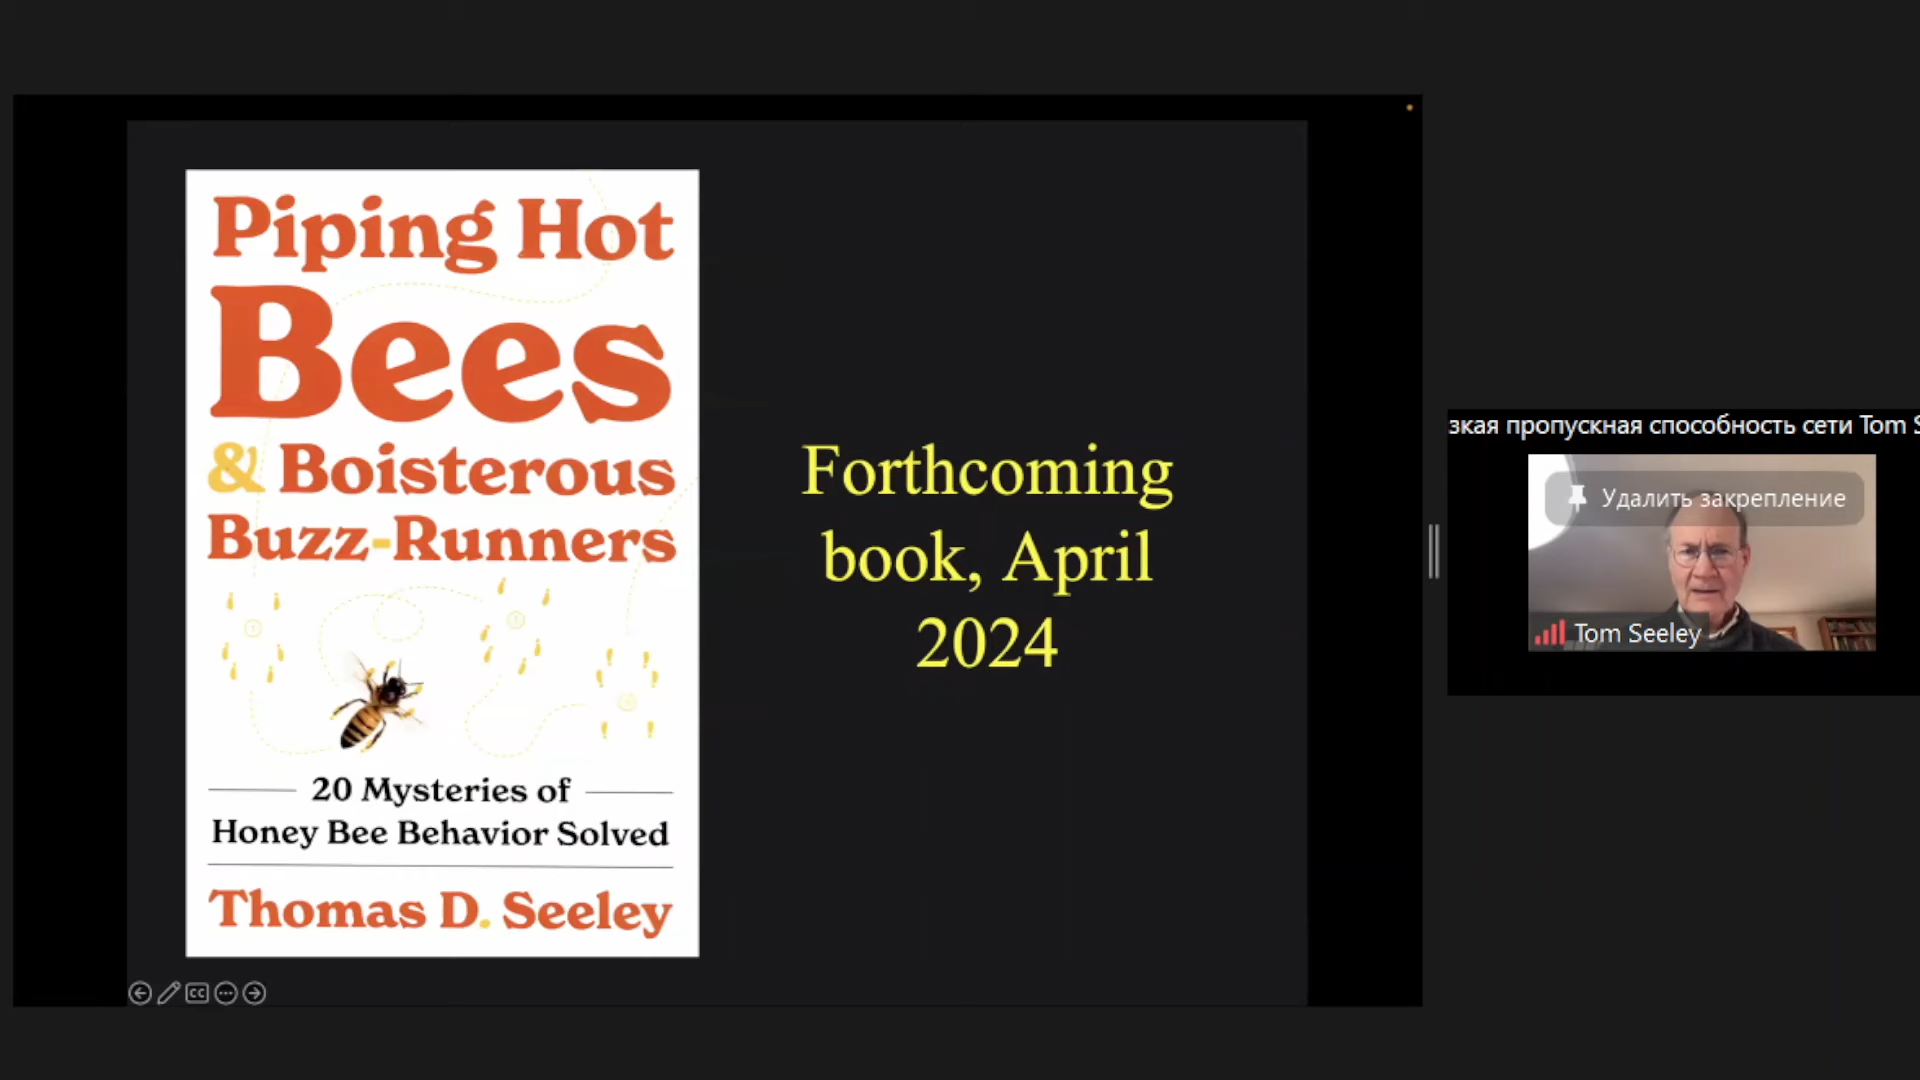 Piping Hot
Bees
& Boisterous
Buzz-Runners
20 Mysteries of
Honey Bee Behavior Solved
Thomas D. Seeley
Forthcoming
book, April
2024
пропускная способность сети Tom
Удалить закрепление
Tom Seeley